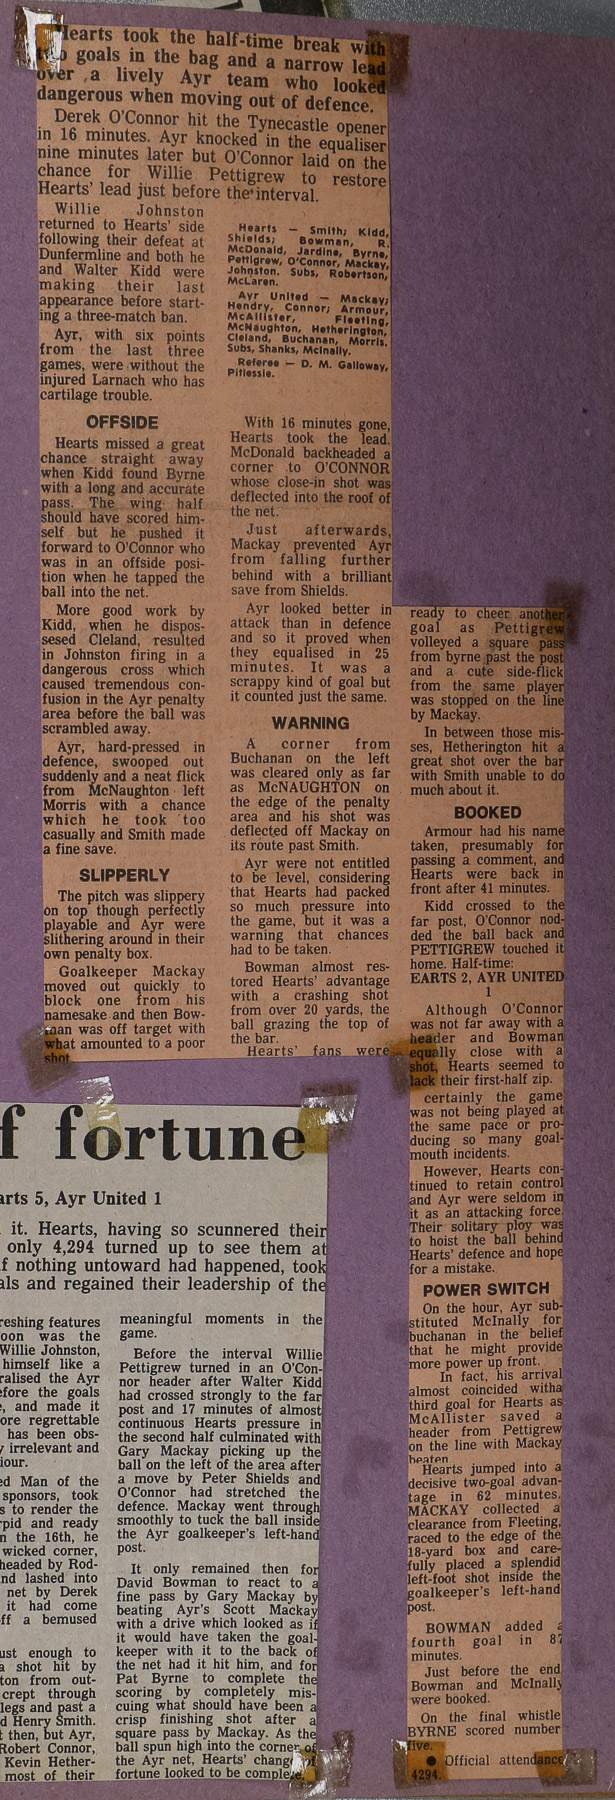 Hearts took the half-time break with
two goals in the bag and a narrow lead
over a lively Ayr team who looked
dangerous when moving out of defence.
Derek O'Connor hit the Tynecastle opener
in 16 minutes. Ayr knocked in the equaliser
nine minutes later but O'Connor laid on the
chance for Willie Pettigrew to restore
Hearts' lead just before the interval.
Willie Johnston
returned to Hearts' side
following their defeat at
Dunfermline and both he
and Walter Kidd were
making their last
appearance before start-
ing a three-match ban.
Ayr, with six points
from the last three
games, were without the
injured Larnach who has
cartilage trouble.
OFFSIDE
Hearts missed a great
chance straight away
when Kidd found Byrne
with a long and accurate
pass. The wing half
should have scored him-
self but he pushed it
forward to O'Connor who
was in an offside posi-
tion when he tapped the
ball into the net.
More good work by
Kidd, when he dispos-
sesed Cleland, resulted
in Johnston firing in a
dangerous cross which
caused tremendous con-
fusion in the Ayr penalty
area before the ball was
scrambled away.
Ayr, hard-pressed in
defence, swooped out
suddenly and a neat flick
from McNaughton left
Morris with a chance
which he took too
casually and Smith made
a fine save.
SLIPPERLY
The pitch was slippery
on top though perfectly
playable and Ayr were
slithering around in their
own penalty box.
Goalkeeper Mackay
moved out quickly to
block one from his
namesake and then Bow-
man was off target with
what amounted to a poor
shot.
Hearts — Smith; Kidd,
Shields; Bowman, R.
McDonald, Jardine, Byrne,
Pettigrew, O'Connor, Mackay,
Johnston. Subs, Robertson,
McLaren.
Ayr United — Mackay;
Hendry, Connor; Armour,
McAllister, Fleeting,
McNaughton, Hetherington,
Cleland, Buchanan, Morris.
Subs, Shanks, McInally.
Referee — D. M. Galloway,
Pitlessie.
With 16 minutes gone,
Hearts took the lead.
McDonald backheaded a
corner to O'CONNOR
whose close-in shot was
deflected into the roof of
the net.
Just afterwards,
Mackay prevented Ayr
from falling further
behind with a brilliant
save from Shields.
Ayr looked better in
attack than in defence
and so it proved when
they equalised in 25
minutes. It was a
scrappy kind of goal but
it counted just the same.
WARNING
A corner from
Buchanan on the left
was cleared only as far
as McNAUGHTON on
the edge of the penalty
area and his shot was
deflected off Mackay on
its route past Smith.
Ayr were not entitled
to be level, considering
that Hearts had packed
so much pressure into
the game, but it was a
warning that chances
had to be taken.
Bowman almost res-
tored Hearts' advantage
with a crashing shot
from over 20 yards, the
ball grazing the top of
the bar.
Hearts' fans were
ready to cheer another
goal as Pettigrew
volleyed a square pass
from byrne past the post
and a cute side-flick
from the same player
was stopped on the line
by Mackay.
In between those mis-
ses, Hetherington hit a
great shot over the bar
with Smith unable to do
much about it.
BOOKED
Armour had his name
taken, presumably for
passing a comment, and
Hearts were back in
front after 41 minutes.
Kidd crossed to the
far post, O'Connor nod-
ded the ball back and
PETTIGREW touched it
home. Half-time:
EARTS 2, AYR UNITED
1
Although O'Connor
was not far away with a
header and Bowman
equally close with a
shot, Hearts seemed to
lack their first-half zip.
certainly the game
was not being played at
the same pace or pro-
ducing so many goal-
mouth incidents.
However, Hearts con-
tinued to retain control
and Ayr were seldom in
it as an attacking force.
Their solitary ploy was
to hoist the ball behind
Hearts' defence and hope
for a mistake.
POWER SWITCH
On the hour, Ayr sub-
stituted McInally for
buchanan in the belief
that he might provide
more power up front.
In fact, his arrival
almost coincided witha
third goal for Hearts as
McAllister saved a
header from Pettigrew
on the line with Mackay
beaten
Hearts jumped into a
decisive two-goal advan-
tage in 62 minutes.
MACKAY collected a
clearance from Fleeting,
raced to the edge of the
18-yard box and care-
fully placed a splendid
left-foot shot inside the
goalkeeper's left-hand
post.
BOWMAN added a
fourth goal in 87
minutes.
Just before the end
Bowman and McInally
were booked.
On the final whistle
BYRNE scored number
five.
● Official attendance
4294.
f fortune
arts 5, Ayr United 1
it. Hearts, having so scunnered their
only 4,294 turned up to see them at
f nothing untoward had happened, took
als and regained their leadership of the
reshing features
oon was the
Willie Johnston,
himself like a
ralised the Ayr
efore the goals
e, and made it
ore regrettable
has been obs-
y irrelevant and
iour.
ed Man of the
sponsors, took
s to render the
rpid and ready
n the 16th, he
wicked corner,
headed by Rod-
nd lashed into
net by Derek
it had come
ff a bemused
ust enough to
a shot hit by
ton from out-
crept through
legs and past a
d Henry Smith.
t then, but Ayr,
Robert Connor,
Kevin Hether-
most of their
meaningful moments in the
game.
Before the interval Willie
Pettigrew turned in an O'Con-
nor header after Walter Kidd
had crossed strongly to the far
post and 17 minutes of almost
continuous Hearts pressure in
the second half culminated with
Gary Mackay picking up the
ball on the left of the area after
a move by Peter Shields and
O'Connor had stretched the
defence. Mackay went through
smoothly to tuck the ball inside
the Ayr goalkeeper's left-hand
post.
It only remained then for
David Bowman to react to a
fine pass by Gary Mackay by
beating Ayr's Scott Mackay
with a drive which looked as if
it would have taken the goal-
keeper with it to the back of
the net had it hit him, and for
Pat Byrne to complete the
scoring by completely mis-
cuing what should have been a
crisp finishing shot after a
square pass by Mackay. As the
ball spun high into the corner of
the Ayr net, Hearts' change of
fortune looked to be complete.